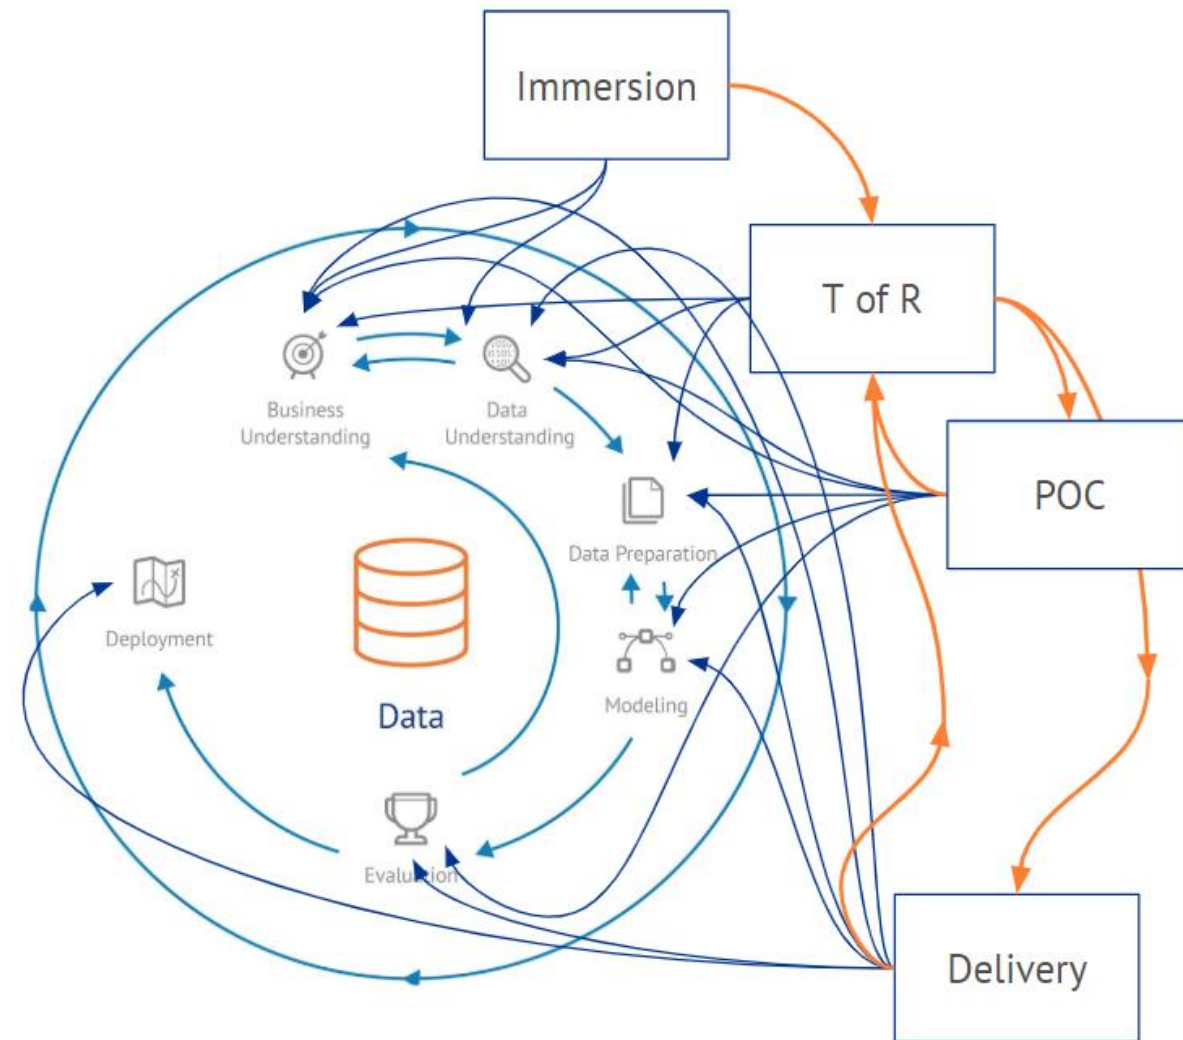 Immersion
T of R
POC
Delivery
Business
Understanding
Data
Understanding
Data Preparation
Modeling
Evaluation
Deployment
Data